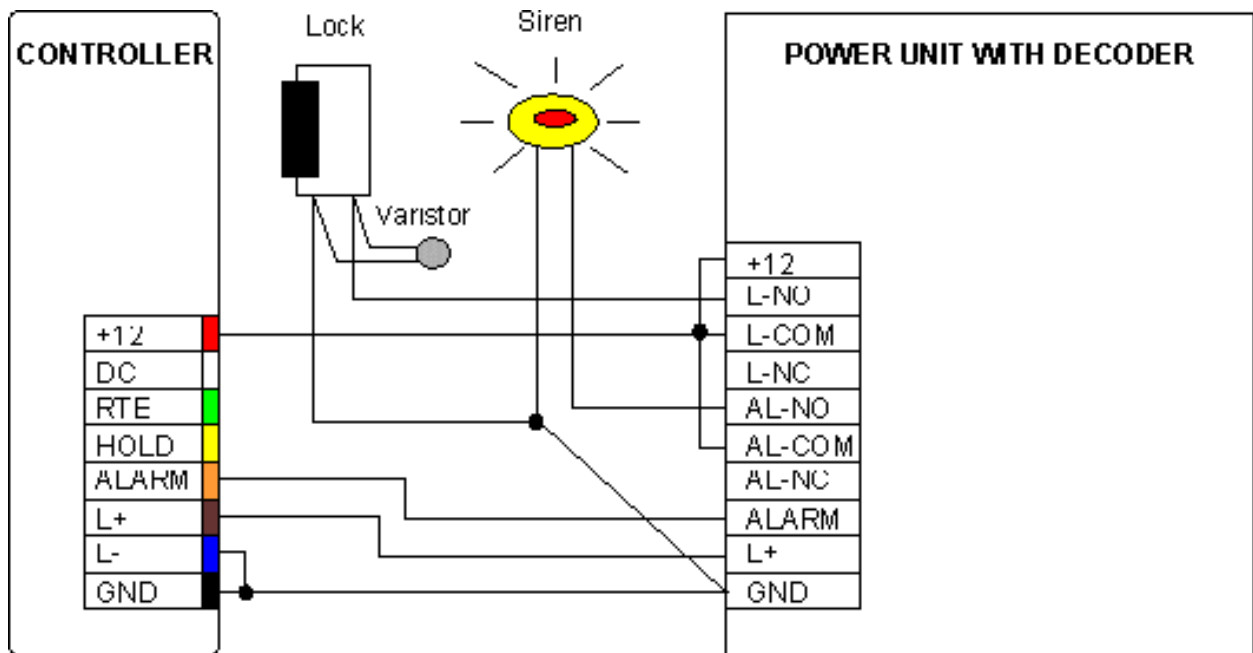 Lock
Siren
CONTROLLER
POWER UNIT WITH DECODER
Varistor
+12
DC
RTE
HOLD
ALARM
L+
L-
GND
+12
L-NO
L-COM
L-NC
AL-NO
AL-COM
AL-NC
ALARM
L+
GND